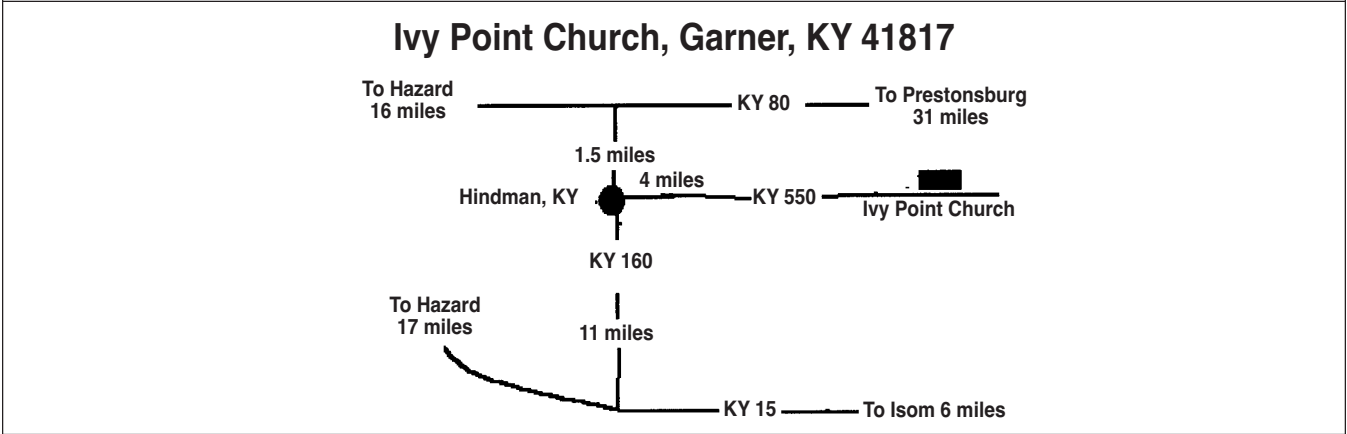 Ivy Point Church, Garner, KY 41817
To Hazard
16 miles
KY 80
To Prestonsburg
31 miles
1.5 miles
4 miles
Hindman, KY
KY 550
Ivy Point Church
KY 160
To Hazard
17 miles
11 miles
KY 15
To Isom 6 miles